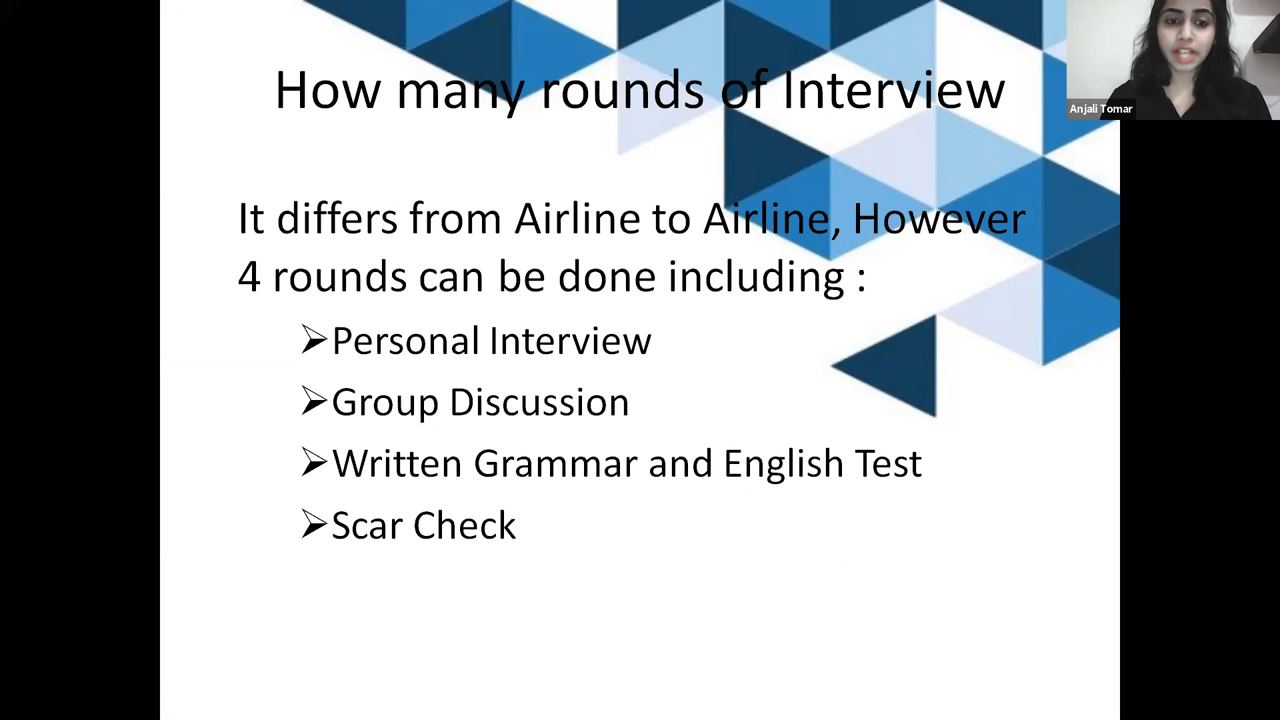 How many rounds of Interview
Anjali Tomar
It differs from Airline to Airline, However
4 rounds can be done including :
Personal Interview
Group Discussion
Written Grammar and English Test
Scar Check